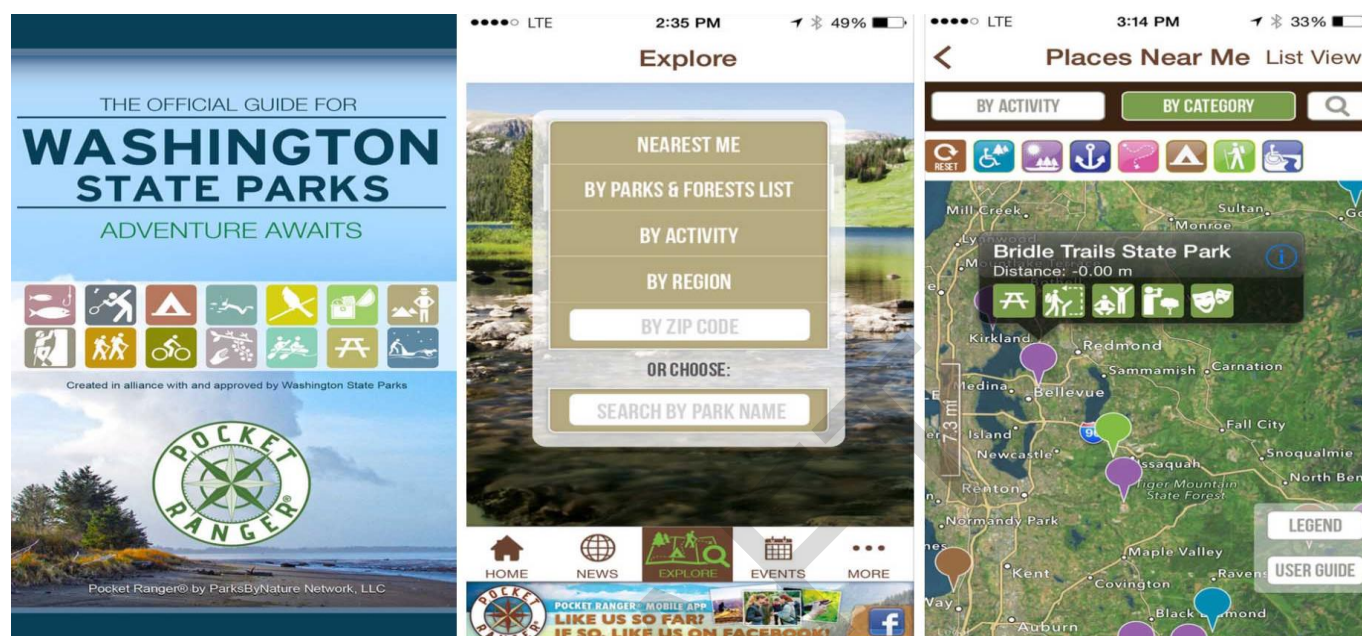 THE OFFICIAL GUIDE FOR
WASHINGTON
STATE PARKS
ADVENTURE AWAITS
Created in alliance with and approved by Washington State Parks
POCKET
RANGER®
Pocket Ranger® by ParksByNature Network, LLC
LTE 2:35 PM 49%
Explore
NEAREST ME
BY PARKS & FORESTS LIST
BY ACTIVITY
BY REGION
BY ZIP CODE
OR CHOOSE:
SEARCH BY PARK NAME
HOME NEWS EXPLORE EVENTS MORE
POCKET
POCKET RANGER® MOBILE APP
LIKE US SO FAR?
IF SO, LIKE US ON FACEBOOK!
f
LTE 3:14 PM 33%
Places Near Me List View
BY ACTIVITY BY CATEGORY
RESET
Mill Creek
Sultan
Monroe
Bridle Trails State Park
Distance: -0.00 m
Kirkland
Redmond
Sammamish
Carnation
Medina
Bellevue
7.3 mi
Island
Fall City
Newcastle
Issaquah
Snoqualmie
Renton
Tiger Mountain
State Forest
North Ben
Normandy Park
LEGEND
Maple Valley
Kent
Covington
USER GUIDE
Auburn